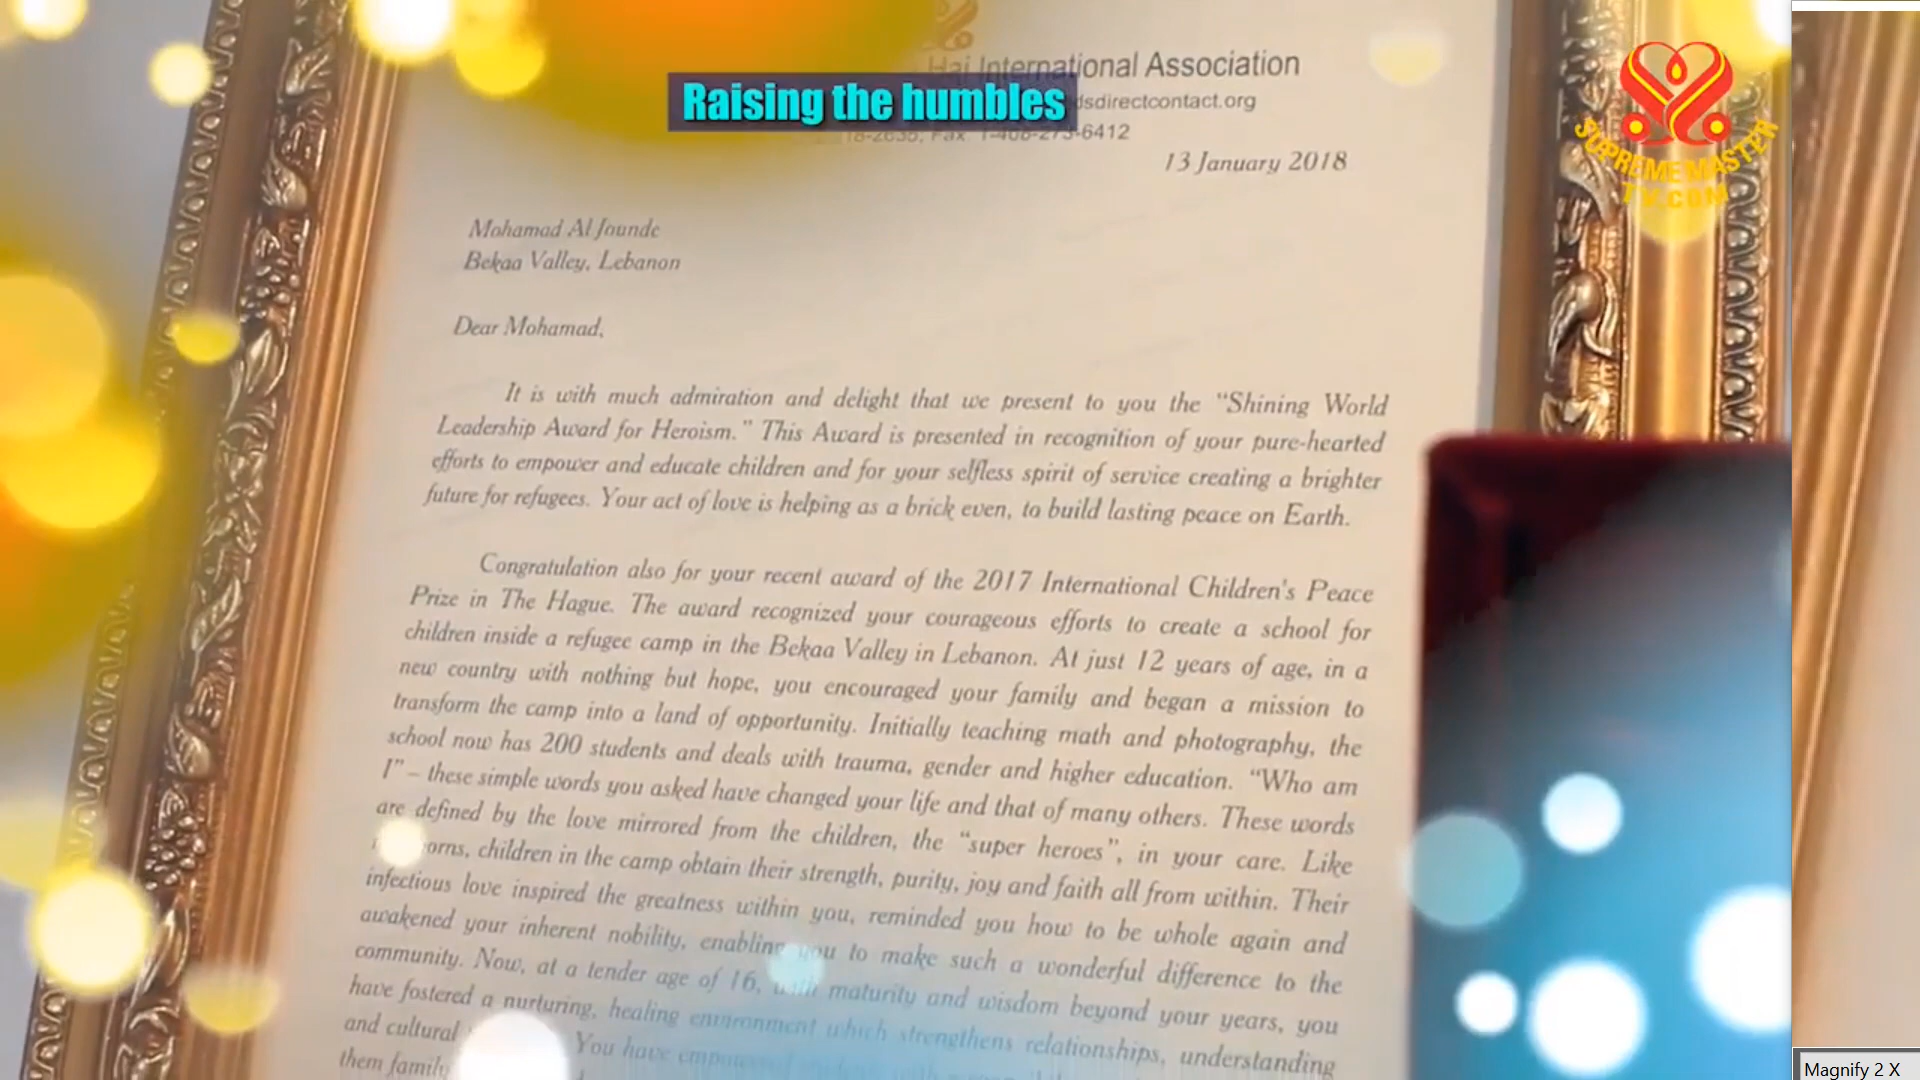 Hai International Association
Raising the humbles
dsdirectcontact.org
18-2635, Fax 1-408-273-6412
13 January 2018
SUPREME MASTER
TV.COM
Mohamad Al Jounde
Bekaa Valley, Lebanon
Dear Mohamad,
It is with much admiration and delight that we present to you the "Shining World
Leadership Award for Heroism." This Award is presented in recognition of your pure-hearted
efforts to empower and educate children and for your selfless spirit of service creating a brighter
future for refugees. Your act of love is helping as a brick even, to build lasting peace on Earth.
Congratulation also for your recent award of the 2017 International Children's Peace
Prize in The Hague. The award recognized your courageous efforts to create a school for
children inside a refugee camp in the Bekaa Valley in Lebanon. At just 12 years of age, in a
new country with nothing but hope, you encouraged your family and began a mission to
transform the camp into a land of opportunity. Initially teaching math and photography, the
school now has 200 students and deals with trauma, gender and higher education. "Who am
I" – these simple words you asked have changed your life and that of many others. These words
are defined by the love mirrored from the children, the "super heroes", in your care. Like
children in the camp obtain their strength, purity, joy and faith all from within. Their
infectious love inspired the greatness within you, reminded you how to be whole again and
awakened your inherent nobility, enabling you to make such a wonderful difference to the
community. Now, at a tender age of 16, with maturity and wisdom beyond your years, you
have fostered a nurturing, healing environment which strengthens relationships, understanding
and cultural You have
them family
Magnify 2 X